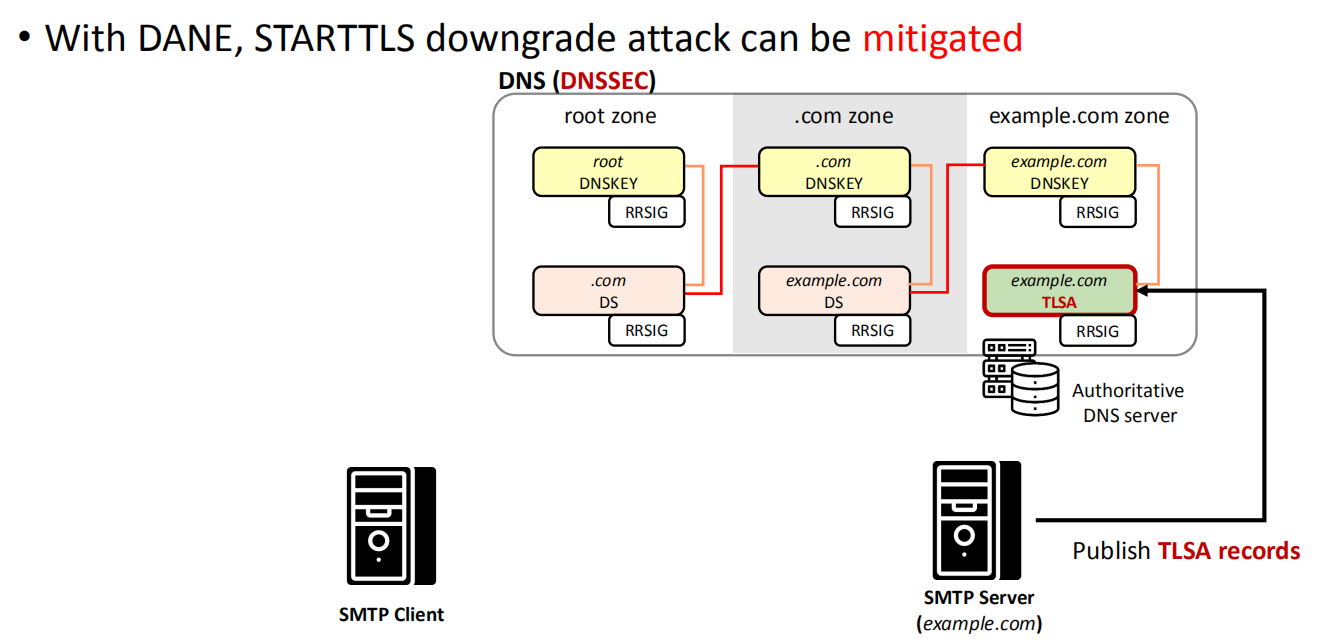 • With DANE, STARTTLS downgrade attack can be mitigated
DNS (DNSSEC)
root zone
.com zone
example.com zone
root
DNSKEY
RRSIG
.com
DNSKEY
RRSIG
example.com
DNSKEY
RRSIG
.com
DS
RRSIG
example.com
DS
RRSIG
example.com
TLSA
RRSIG
Authoritative
DNS server
Publish TLSA records
SMTP Client
SMTP Server
(example.com)